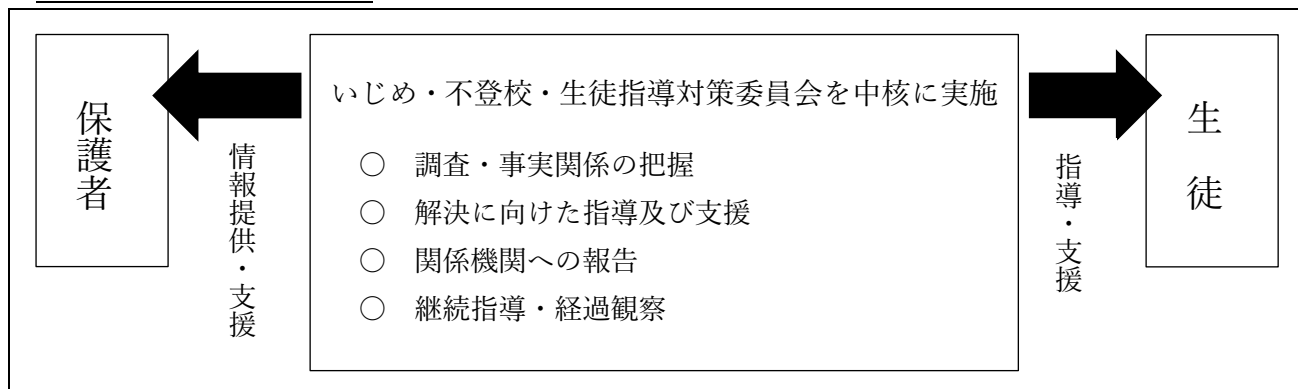 保護者
情報提供・支援
いじめ・不登校・生徒指導対策委員会を中核に実施
○ 調査・事実関係の把握
○ 解決に向けた指導及び支援
○ 関係機関への報告
○ 継続指導・経過観察
指導・支援
生徒